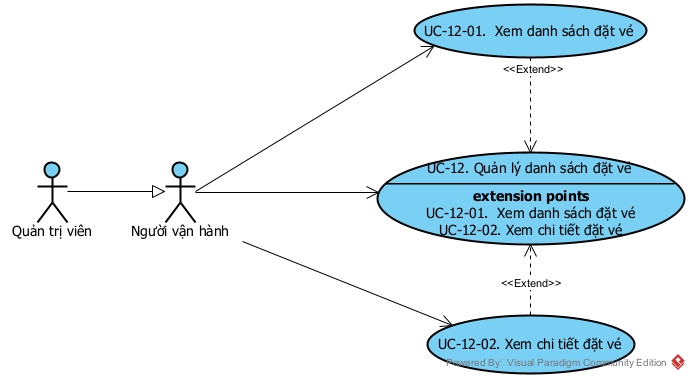 UC-12-01.  Xem danh sách đặt vé
<<Extend>>
UC-12. Quản lý danh sách đặt vé
extension points
UC-12-01.  Xem danh sách đặt vé
UC-12-02. Xem chi tiết đặt vé
Quản trị viên
Người vận hành
<<Extend>>
UC-12-02. Xem chi tiết đặt vé
Powered By Visual Paradigm Community Edition